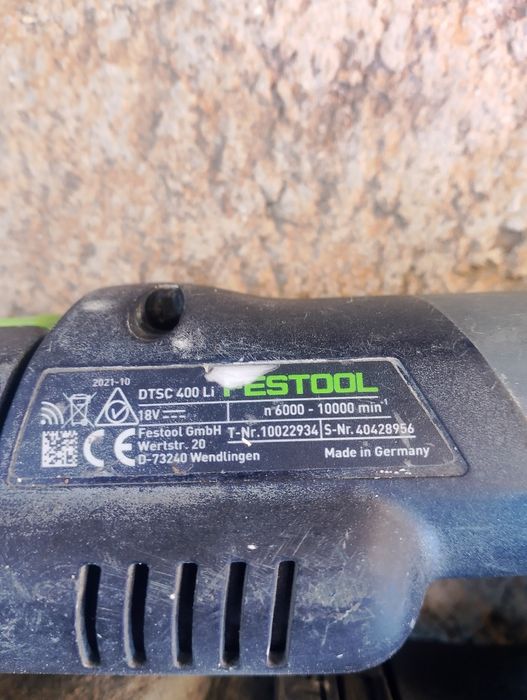 2021-10
DTSC 400 Li FESTOOL
18V n 6000 - 10000 min-1
Festool GmbH T-Nr.10022934 S-Nr. 40428956
Wertstr. 20
D-73240 Wendlingen Made in Germany
CE